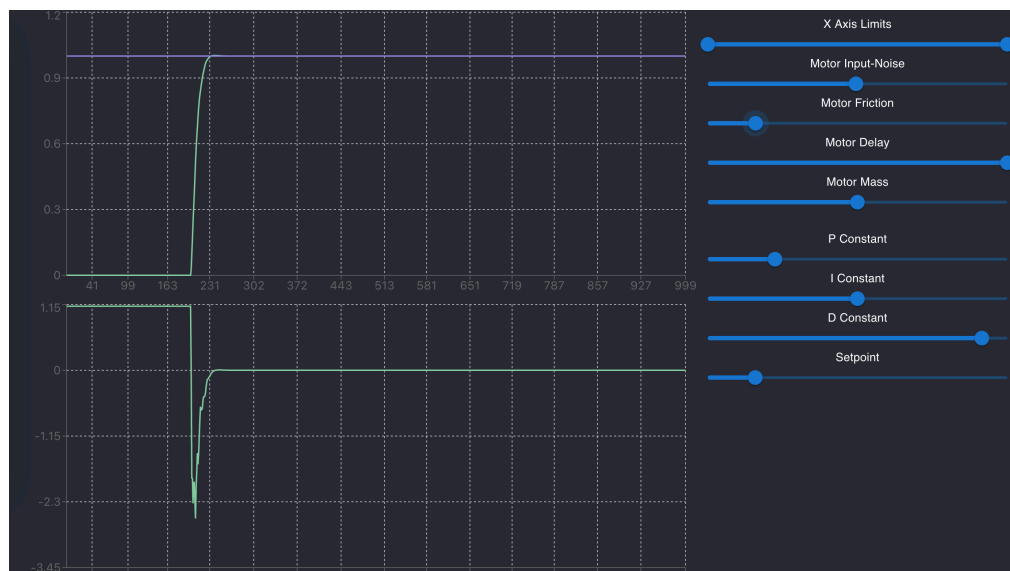 1.2
0.9
0.6
0.3
0
41 99 163 231 302 372 443 513 581 651 719 787 857 927 999
1.15
0
-1.15
-2.3
-3.45
X Axis Limits
Motor Input-Noise
Motor Friction
Motor Delay
Motor Mass
P Constant
I Constant
D Constant
Setpoint